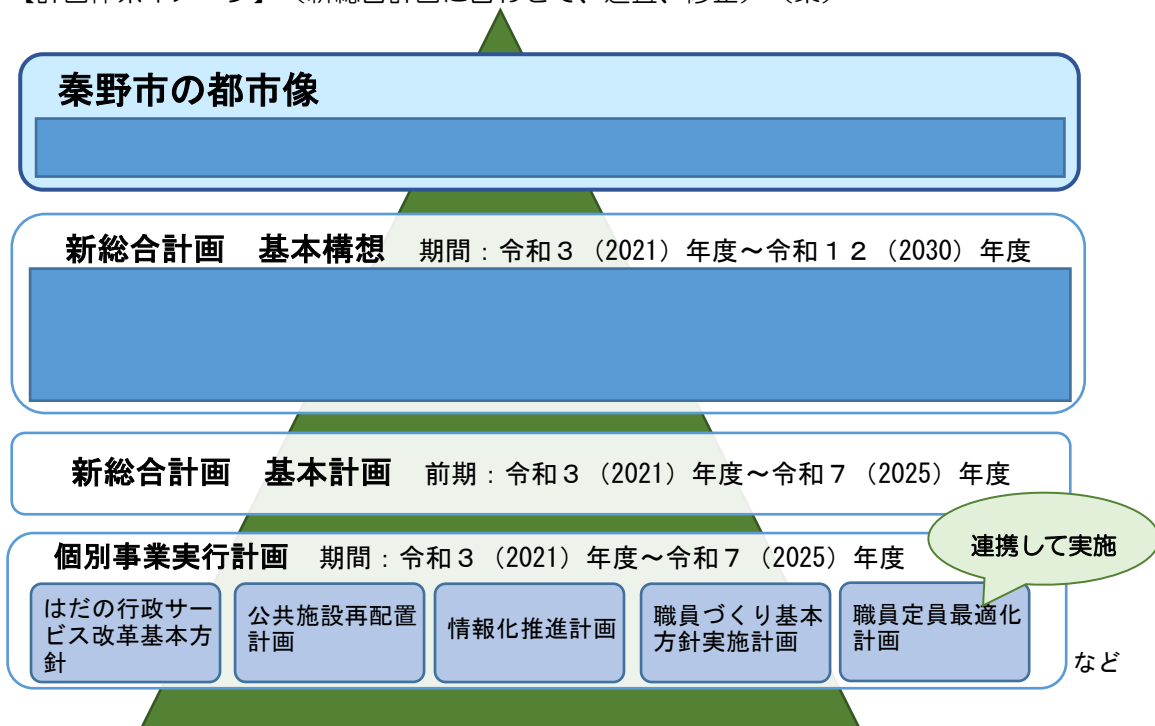 秦野市の都市像
新総合計画　基本構想　期間：令和３（2021）年度～令和１２（2030）年度
新総合計画　基本計画　前期：令和３（2021）年度～令和７（2025）年度
連携して実施
個別事業実行計画　期間：令和３（2021）年度～令和７（2025）年度
はだの行政サー
ビス改革基本方
針
公共施設再配置
計画
情報化推進計画
職員づくり基本
方針実施計画
職員定員最適化
計画
など